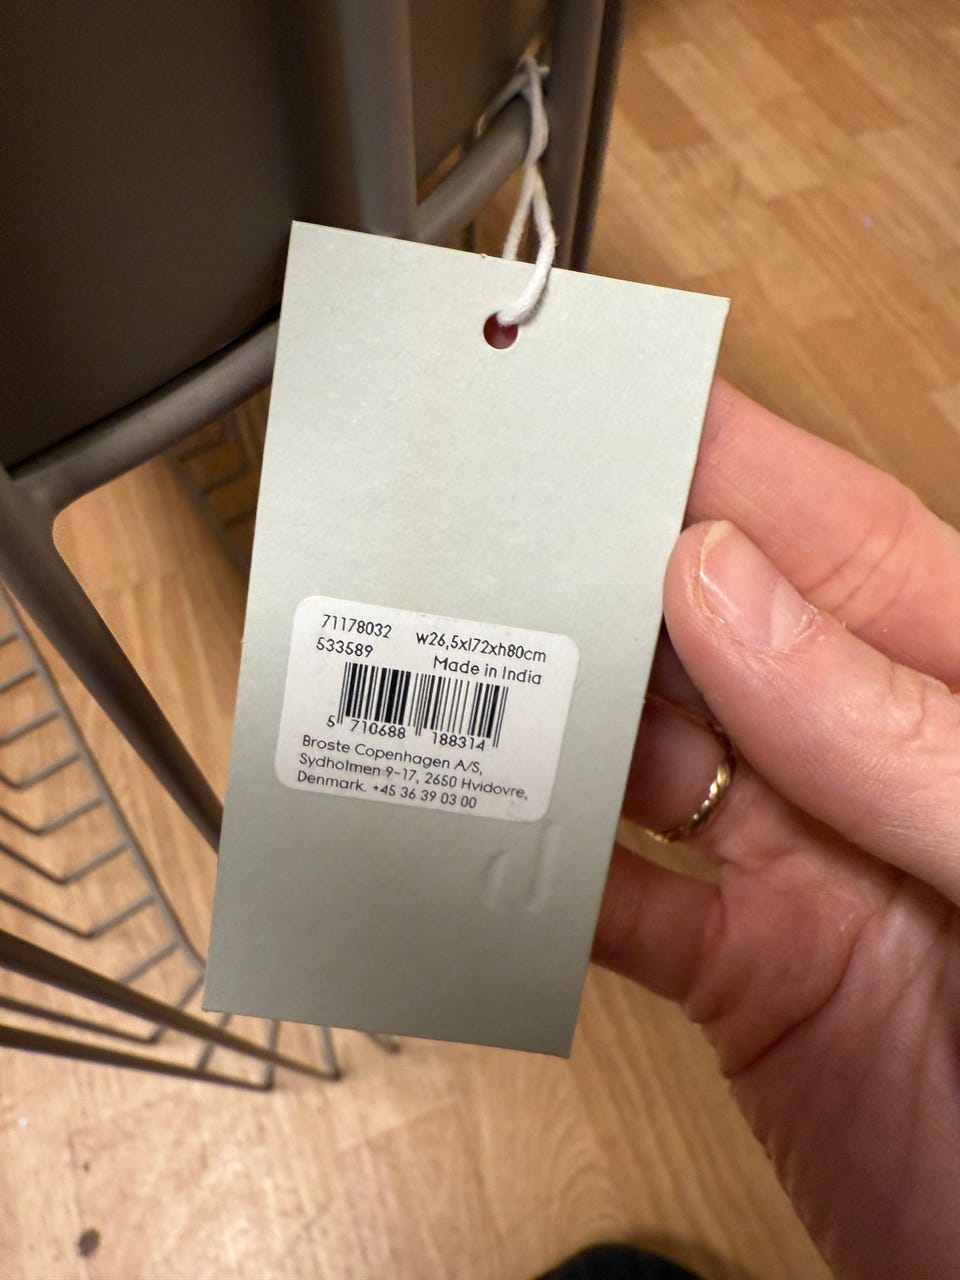 71178032 w26,5xl72xh80cm
533589 Made in India
5 710688 188314
Broste Copenhagen A/S,
Sydholmen 9-17, 2650 Hvidovre,
Denmark. +45 36 39 03 00